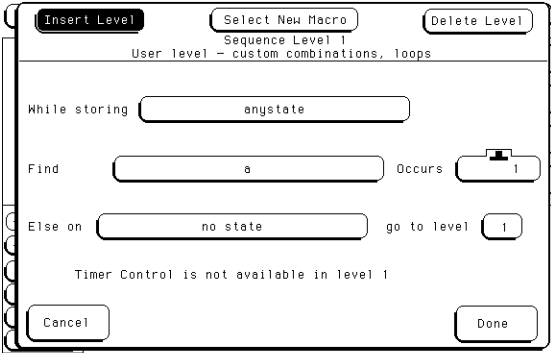 Insert Level Select New Macro Delete Level
Sequence Level 1
User level – custom combinations, loops
While storing anystate
Find a Occurs 1
Else on no state go to level 1
Timer Control is not available in level 1
Cancel Done